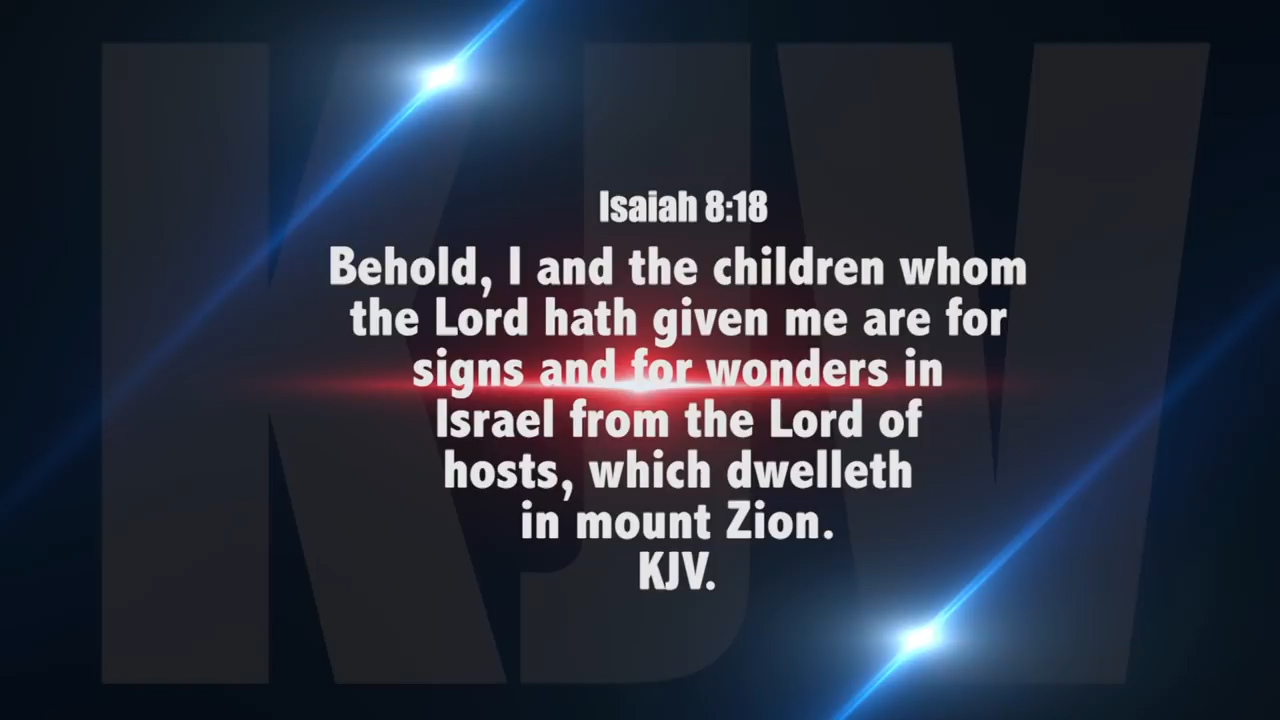 KJV
Isaiah 8:18
Behold, I and the children whom
the Lord hath given me are for
signs and for wonders in
Israel from the Lord of
hosts, which dwelleth
in mount Zion.
KJV.